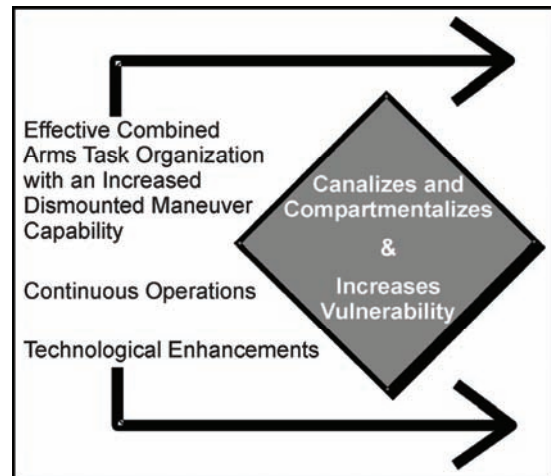 Effective Combined
Arms Task Organization
with an Increased
Dismounted Maneuver
Capability
Continuous Operations
Technological Enhancements
Canalizes and
Compartmentalizes
&
Increases
Vulnerability